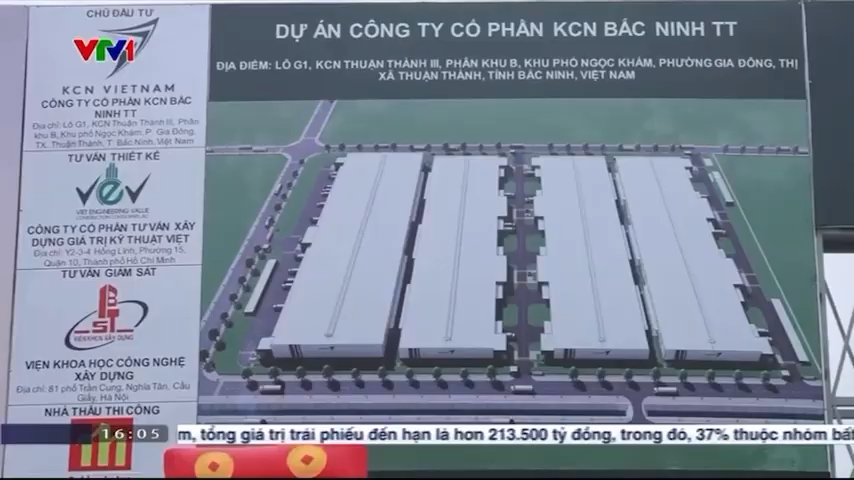 CHỦ ĐẦU TƯ
VTV1
KCN VIETNAM
CÔNG TY CỔ PHẦN KCN BẮC
NINH TT
Địa chỉ: Lô G1, KCN Thuận Thành III, Phân
khu B, Khu phố Ngọc Khám, P. Gia Đông,
TX. Thuận Thành, T. Bắc Ninh, Việt Nam
TƯ VẤN THIẾT KẾ
VEV
VIET ENGINEERING VALUE
CÔNG TY CỔ PHẦN TƯ VẤN XÂY
DỰNG GIÁ TRỊ KỸ THUẬT VIỆT
Địa chỉ: Y2-3-4 Hồng Lĩnh, Phường 15,
Quận 10, Thành phố Hồ Chí Minh
TƯ VẤN GIÁM SÁT
IBST
VIỆN KHCN XÂY DỰNG
VIỆN KHOA HỌC CÔNG NGHỆ
XÂY DỰNG
Địa chỉ: 81 phố Trần Cung, Nghĩa Tân, Cầu
Giấy, Hà Nội
NHÀ THẦU THI CÔNG
DỰ ÁN CÔNG TY CỔ PHẦN KCN BẮC NINH TT
ĐỊA ĐIỂM: LÔ G1, KCN THUẬN THÀNH III, PHÂN KHU B, KHU PHỐ NGỌC KHÁM, PHƯỜNG GIA ĐÔNG, THỊ
XÃ THUẬN THÀNH, TỈNH BẮC NINH, VIỆT NAM
16:05
m, tổng giá trị trái phiếu đến hạn là hơn 213.500 tỷ đồng, trong đó, 37% thuộc nhóm bất